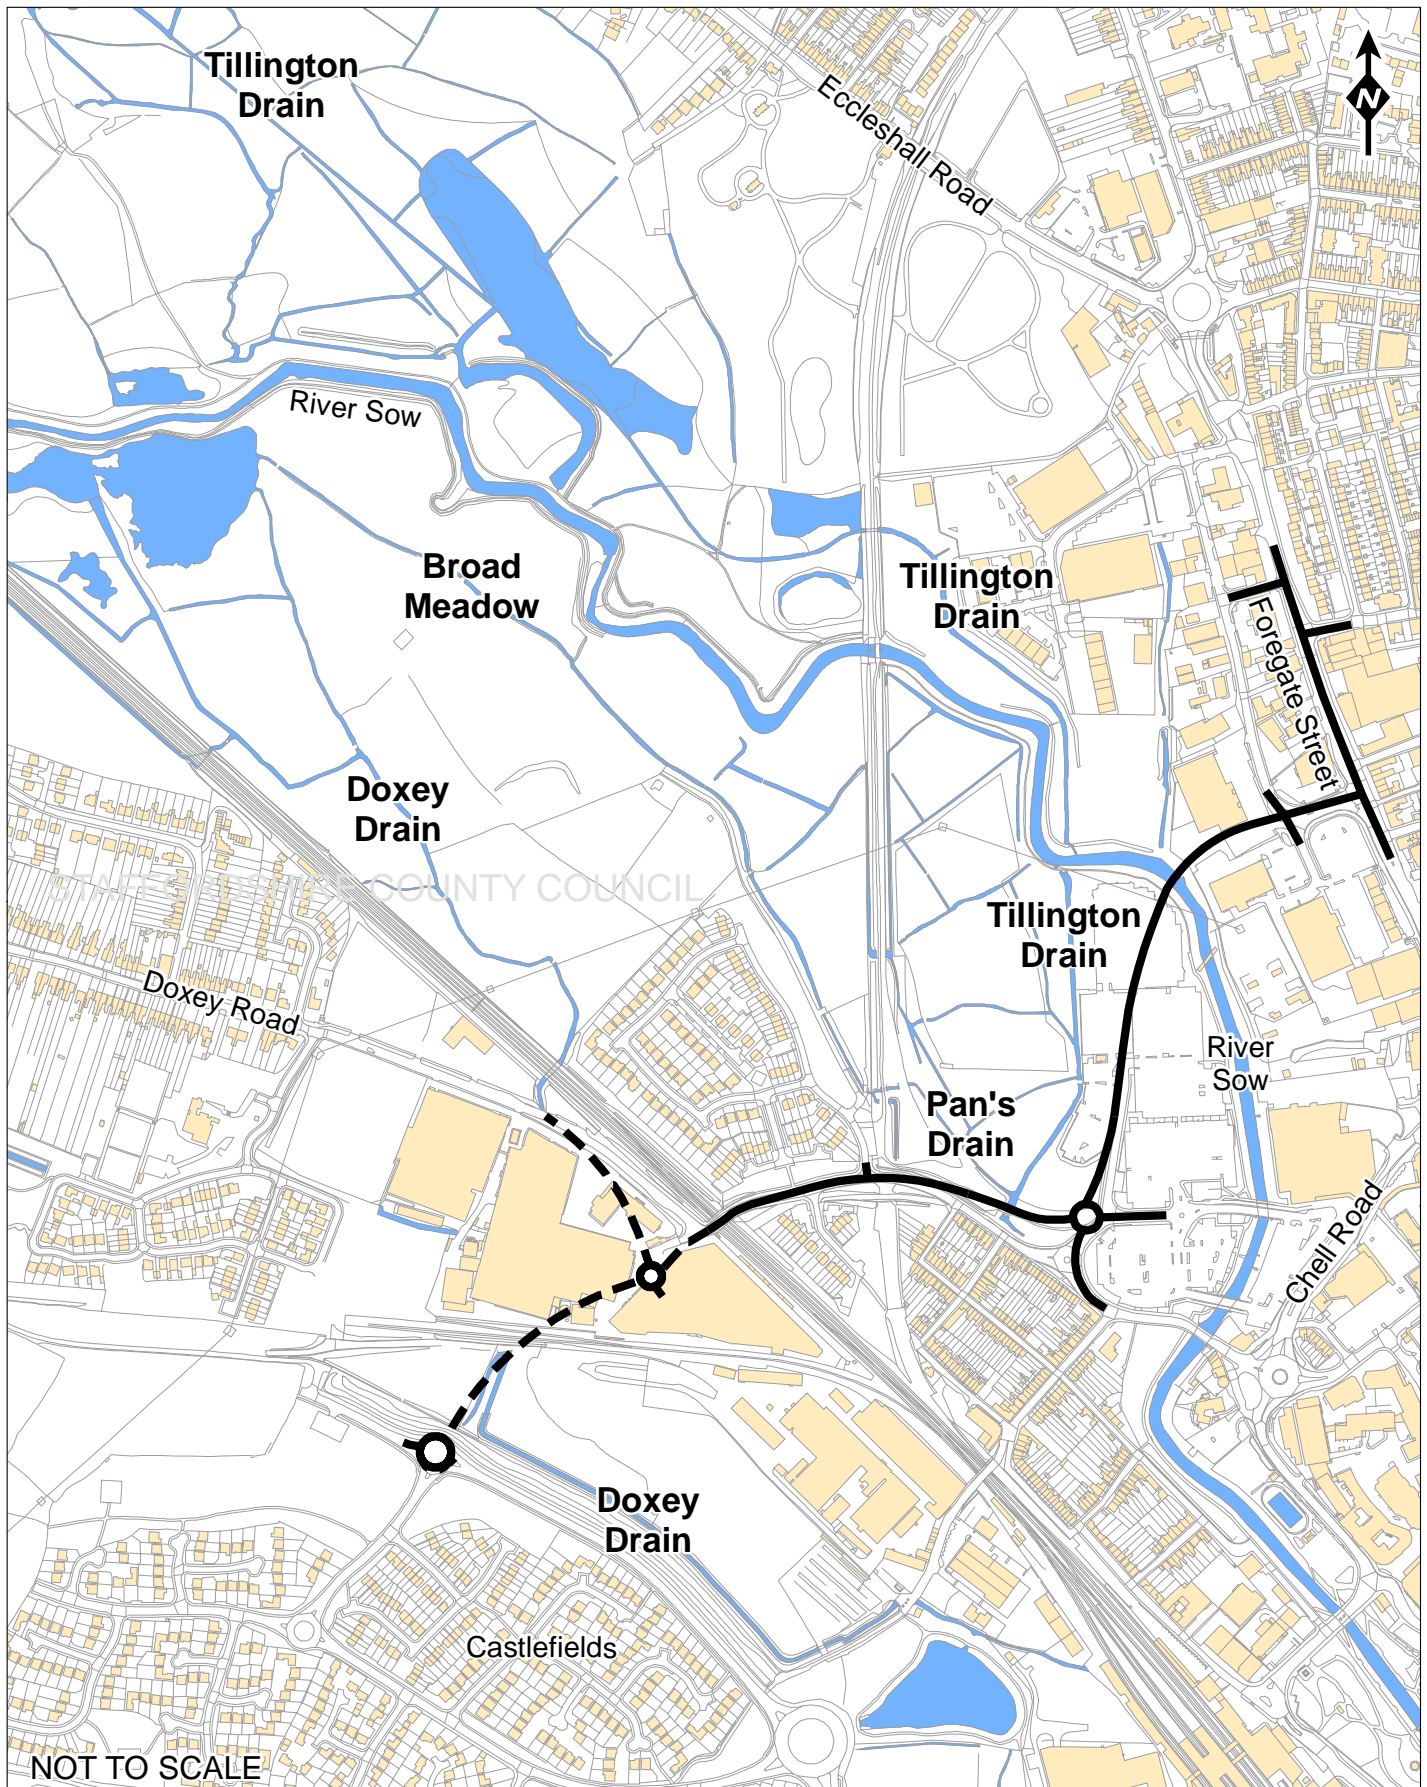 Tillington
Drain
Eccleshall Road
N
River Sow
Broad
Meadow
Tillington
Drain
Foregate Street
Doxey
Drain
STAFFORDSHIRE COUNTY COUNCIL
Tillington
Drain
Doxey Road
River
Sow
Pan's
Drain
Chell Road
Doxey
Drain
Castlefields
NOT TO SCALE